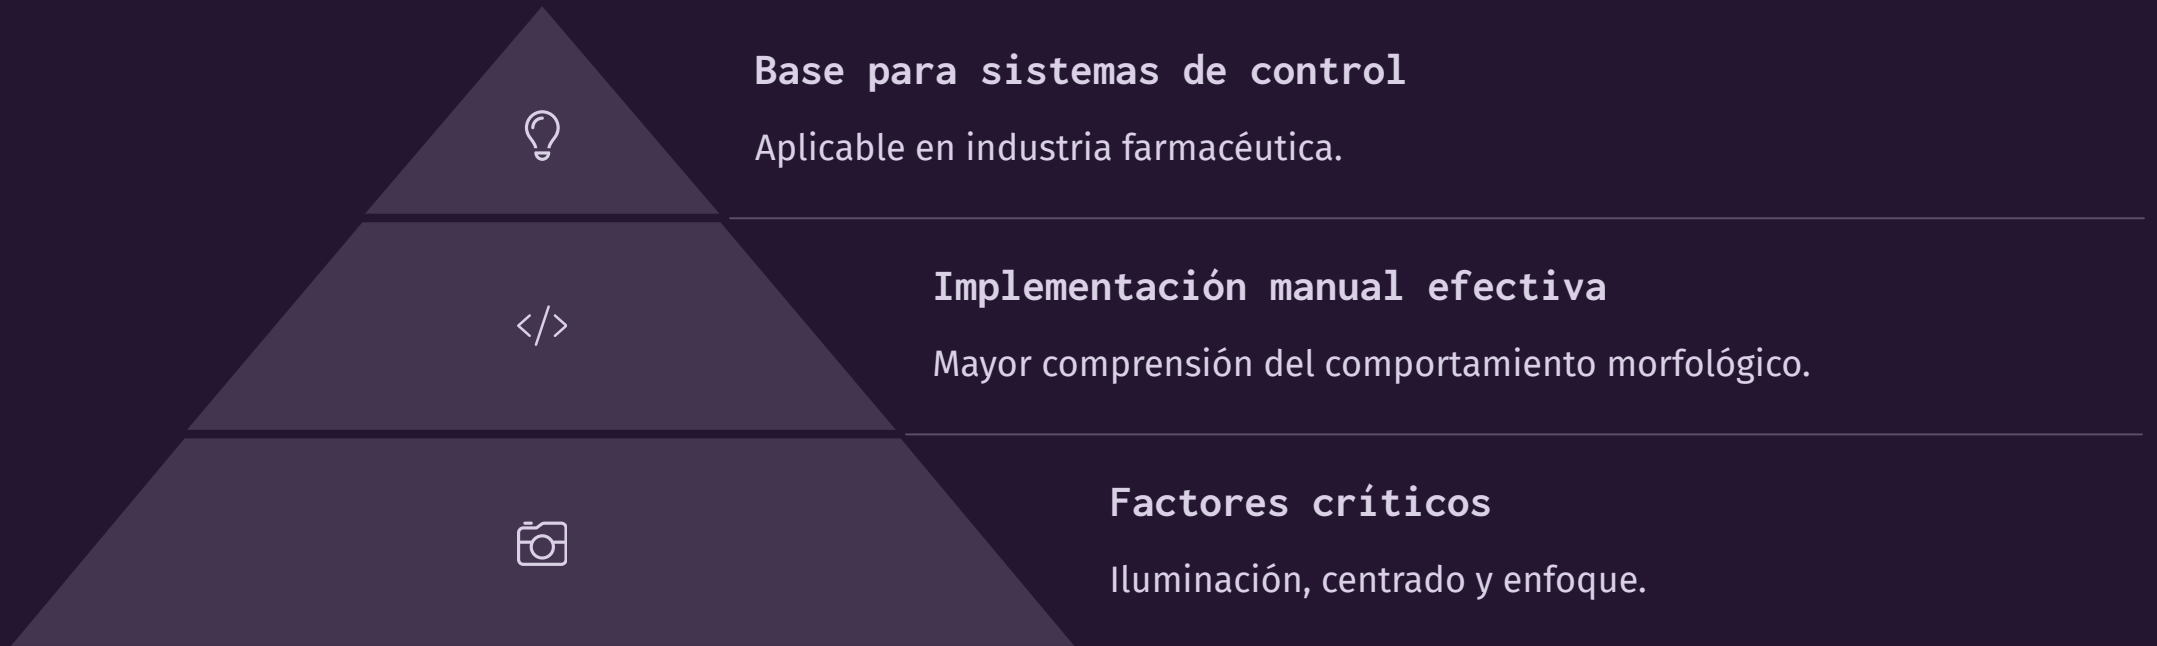 Base para sistemas de control
Aplicable en industria farmacéutica.
Implementación manual efectiva
Mayor comprensión del comportamiento morfológico.
Factores críticos
Iluminación, centrado y enfoque.